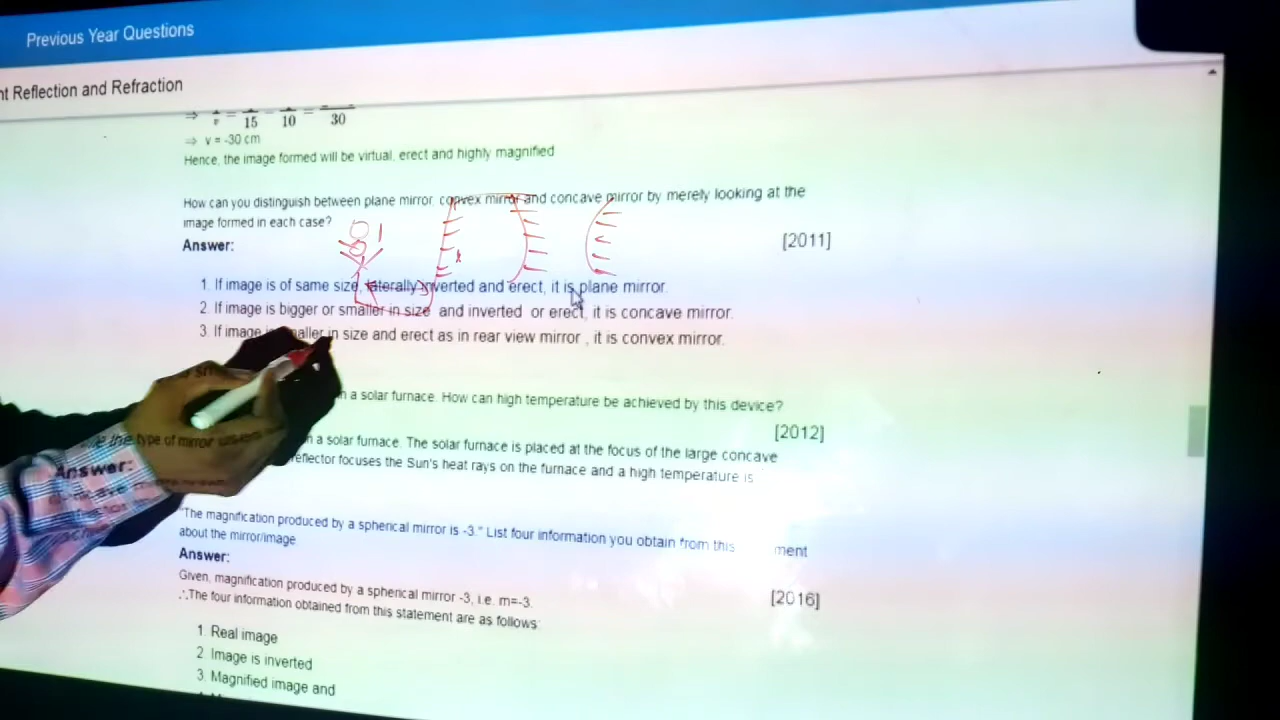 Previous Year Questions
nt Reflection and Refraction
15 10 30
⇒ v = -30 cm
Hence, the image formed will be virtual, erect and highly magnified
How can you distinguish between plane mirror, convex mirror and concave mirror by merely looking at the
image formed in each case?
[2011]
Answer:
1. If image is of same size, laterally inverted and erect, it is plane mirror.
2. If image is bigger or smaller in size and inverted or erect, it is concave mirror.
3. If image smaller in size and erect as in rear view mirror , it is convex mirror.
n a solar furnace. How can high temperature be achieved by this device?
[2012]
the type of mirror
Answer:
n a solar furnace. The solar furnace is placed at the focus of the large concave
reflector focuses the Sun's heat rays on the furnace and a high temperature is
"The magnification produced by a spherical mirror is -3." List four information you obtain from this ment
about the mirror/image
[2016]
Answer:
Given, magnification produced by a spherical mirror -3, i.e. m=-3.
∴The four information obtained from this statement are as follows:
1. Real image
2. Image is inverted
3. Magnified image and